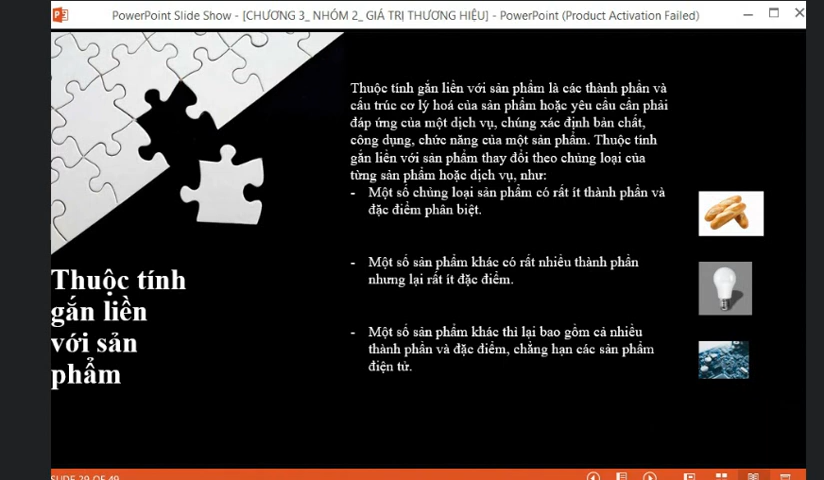 PowerPoint Slide Show - [CHƯƠNG 3_ NHÓM 2_ GIÁ TRỊ THƯƠNG HIỆU] - PowerPoint (Product Activation Failed)
Thuộc tính gắn liền với sản phẩm là các thành phần và
cấu trúc cơ lý hoá của sản phẩm hoặc yêu cầu cần phải
đáp ứng của một dịch vụ, chúng xác định bản chất,
công dụng, chức năng của một sản phẩm. Thuộc tính
gắn liền với sản phẩm thay đổi theo chủng loại của
từng sản phẩm hoặc dịch vụ, như:
- Một số chủng loại sản phẩm có rất ít thành phần và
đặc điểm phân biệt.
- Một số sản phẩm khác có rất nhiều thành phần
nhưng lại rất ít đặc điểm.
- Một số sản phẩm khác thì lại bao gồm cả nhiều
thành phần và đặc điểm, chẳng hạn các sản phẩm
điện tử.
Thuộc tính
gắn liền
với sản
phẩm
SLIDE 29 OF 49